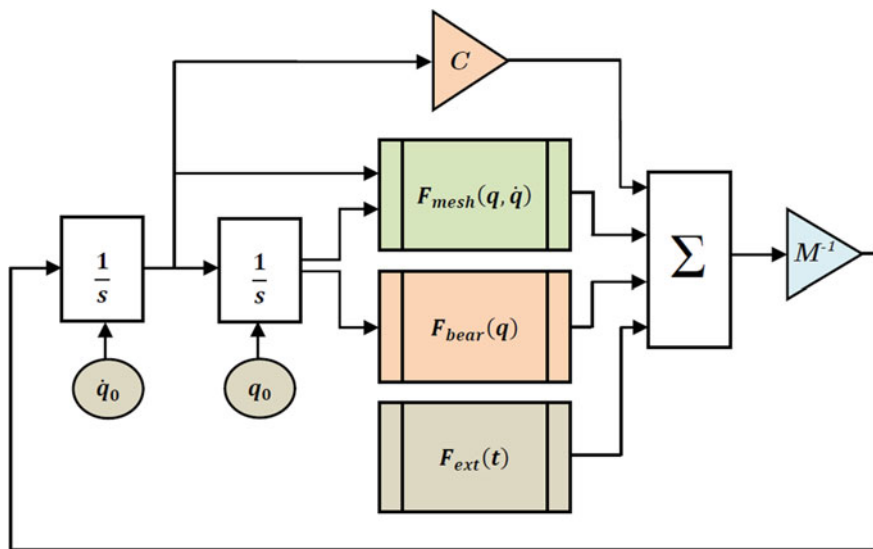 C
F_mesh(q, q̇)
1/s
1/s
Σ
M⁻¹
F_bear(q)
q̇₀
q₀
F_ext(t)